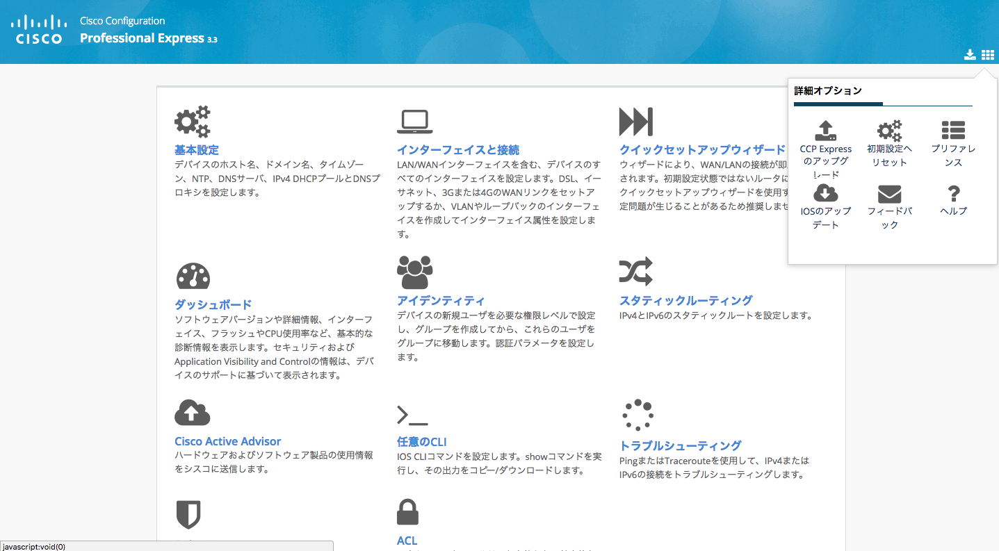 CISCO
Cisco Configuration
Professional Express 3.3
詳細オプション
CCP Express
のアップグ
レード
初期設定へ
リセット
プリファレ
ンス
IOSのアップ
デート
フィードバ
ック
?
ヘルプ
基本設定
デバイスのホスト名、ドメイン名、タイムゾー
ン、NTP、DNSサーバ、IPv4 DHCPプールとDNSプ
ロキシを設定します。
インターフェイスと接続
LAN/WANインターフェイスを含む、デバイスのす
べてのインターフェイスを設定します。DSL、イー
サネット、3Gまたは4GのWANリンクをセットア
ップするか、VLANやループバックのインターフェ
イスを作成してインターフェイス属性を設定しま
す。
クイックセットアップウィザード
ウィザードにより、WAN/LANの接続が即
されます。初期設定状態ではないルータに
クイックセットアップウィザードを使用す
定問題が生じることがあるため推奨しませ
ダッシュボード
ソフトウェアバージョンや詳細情報、インターフ
ェイス、フラッシュやCPU使用率など、基本的な
診断情報を表示します。セキュリティおよび
Application Visibility and Controlの情報は、デバ
イスのサポートに基づいて表示されます。
アイデンティティ
デバイスの新規ユーザを必要な権限レベルで設定
し、グループを作成してから、これらのユーザを
グループに移動します。認証パラメータを設定し
ます。
スタティックルーティング
IPv4とIPv6のスタティックルートを設定します。
Cisco Active Advisor
ハードウェアおよびソフトウェア製品の使用情報
をシスコに送信します。
任意のCLI
IOS CLIコマンドを設定します。showコマンドを実
行し、その出力をコピー/ダウンロードします。
トラブルシューティング
PingまたはTracerouteを使用して、IPv4または
IPv6の接続をトラブルシューティングします。
ACL
javascript:void(0)